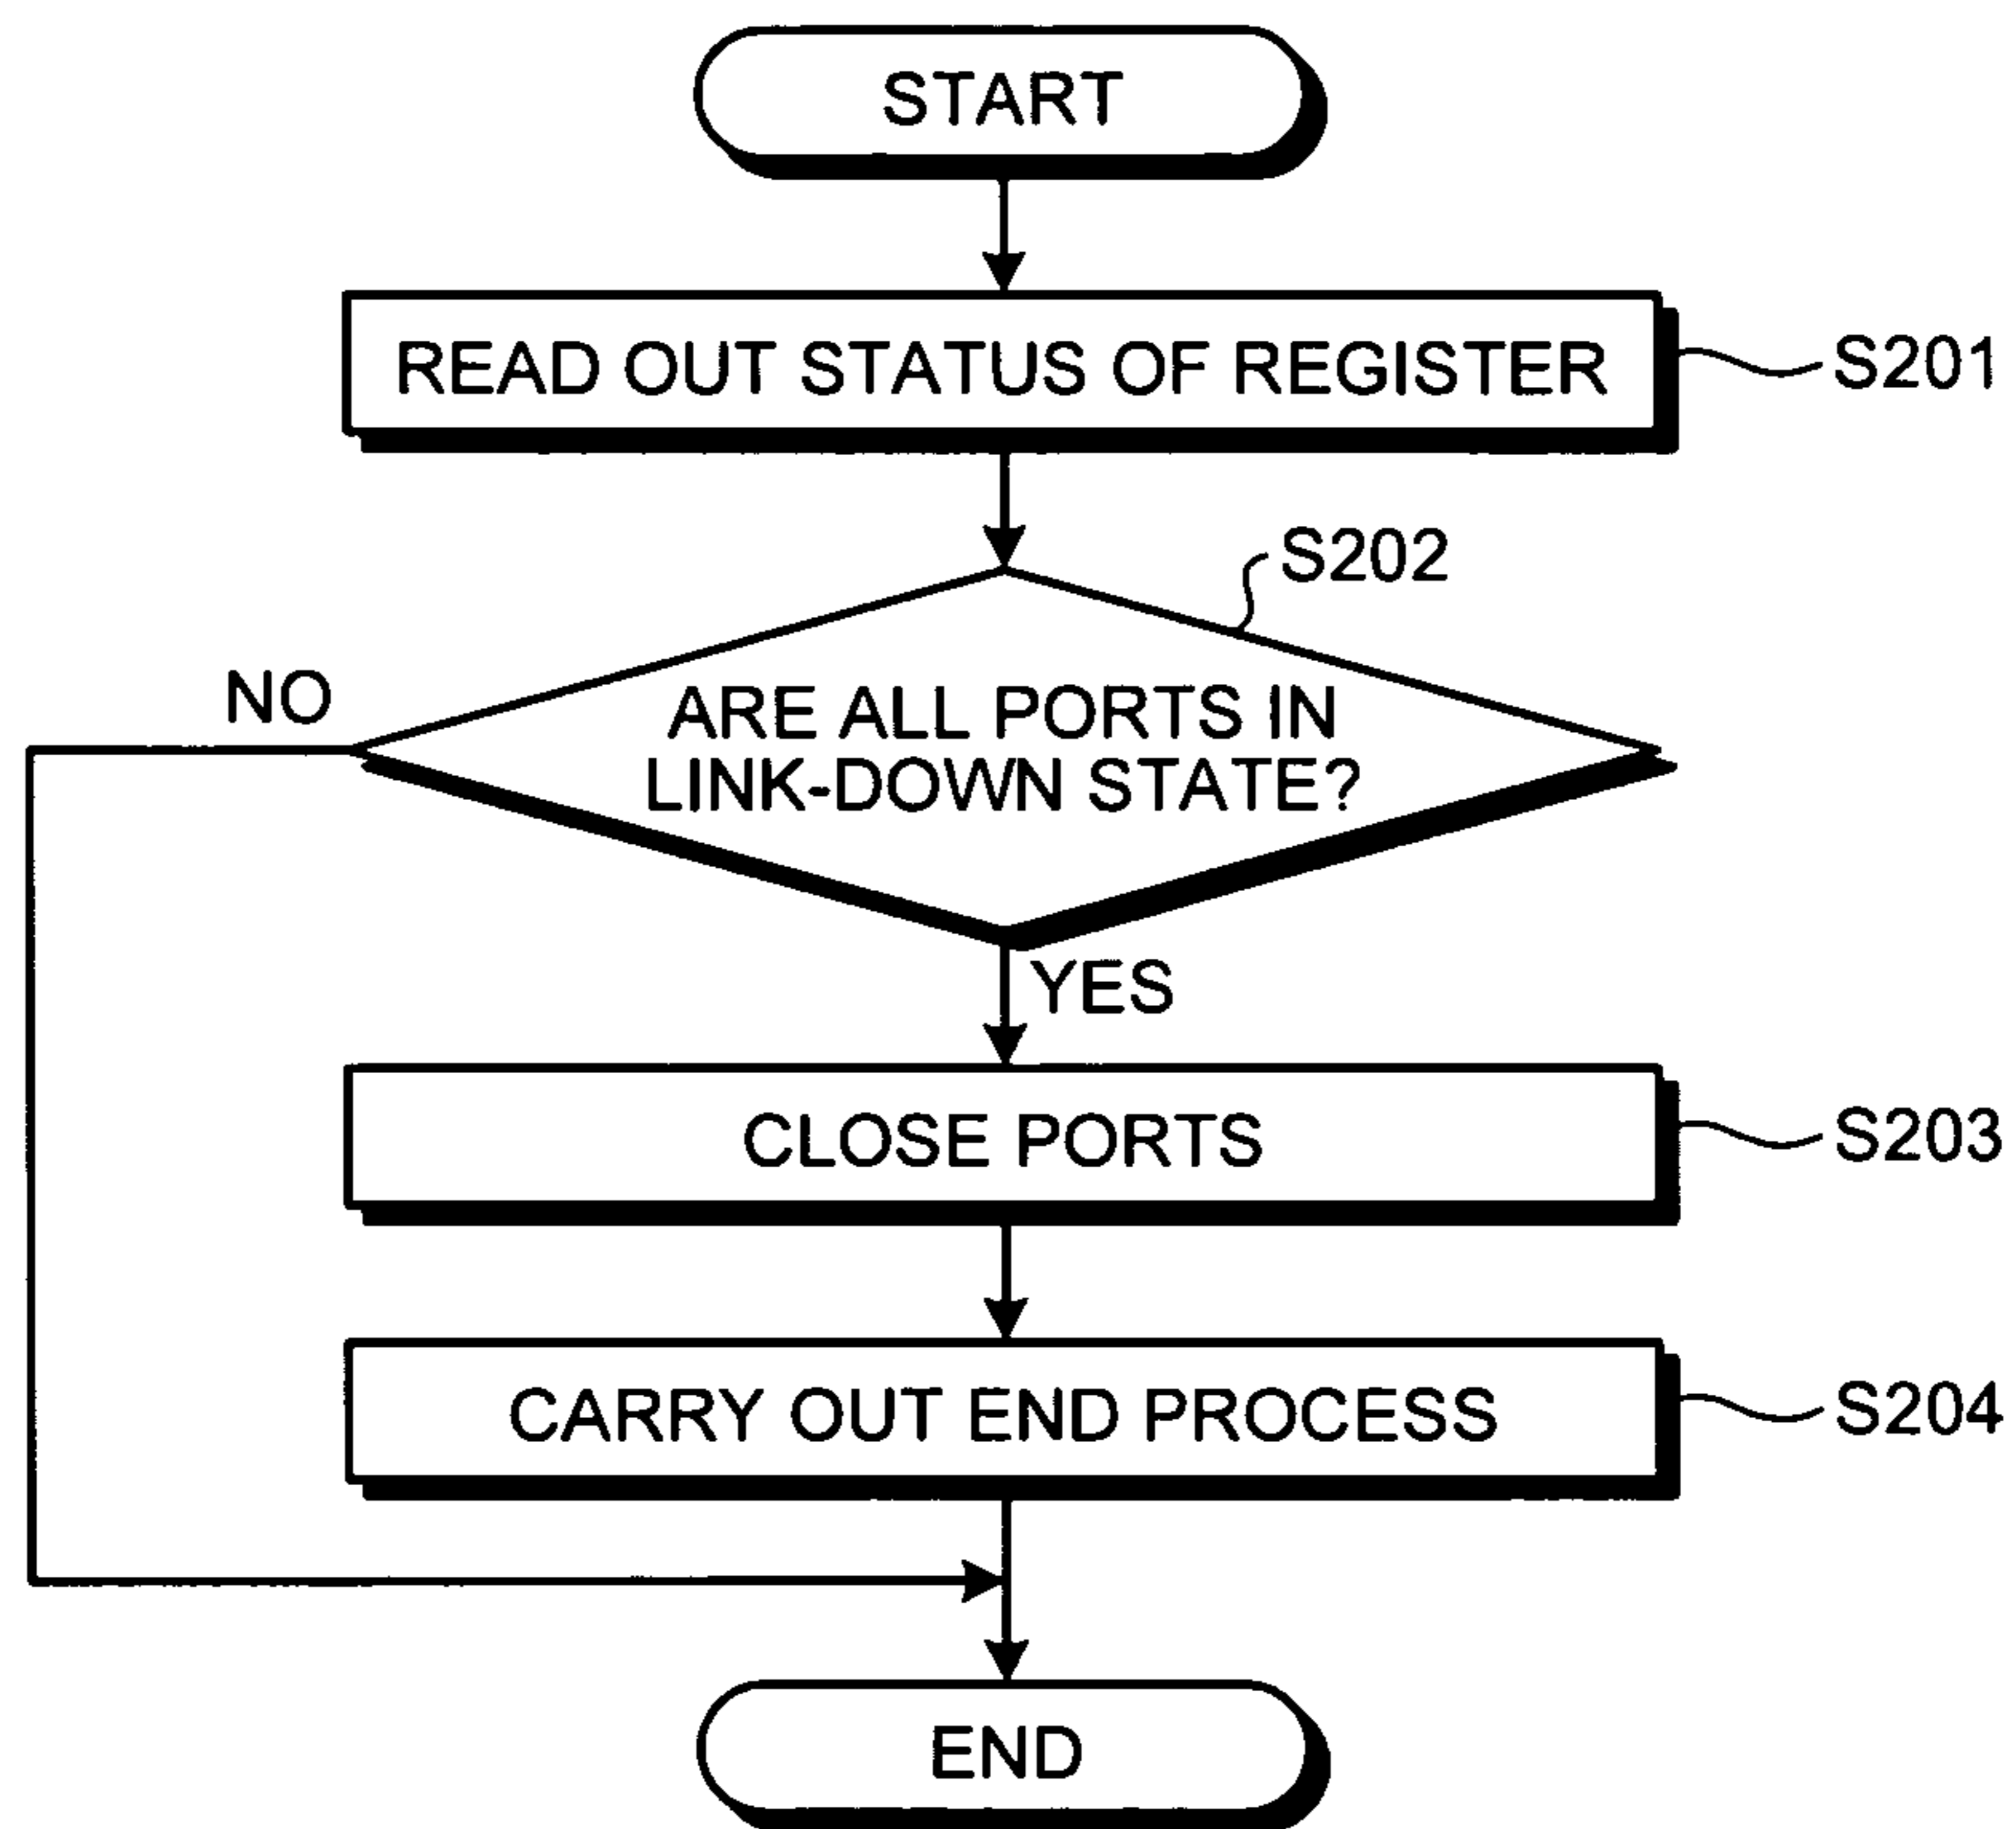 START
READ OUT STATUS OF REGISTER
S201
S202
NO
ARE ALL PORTS IN
LINK-DOWN STATE?
YES
CLOSE PORTS
S203
CARRY OUT END PROCESS
S204
END